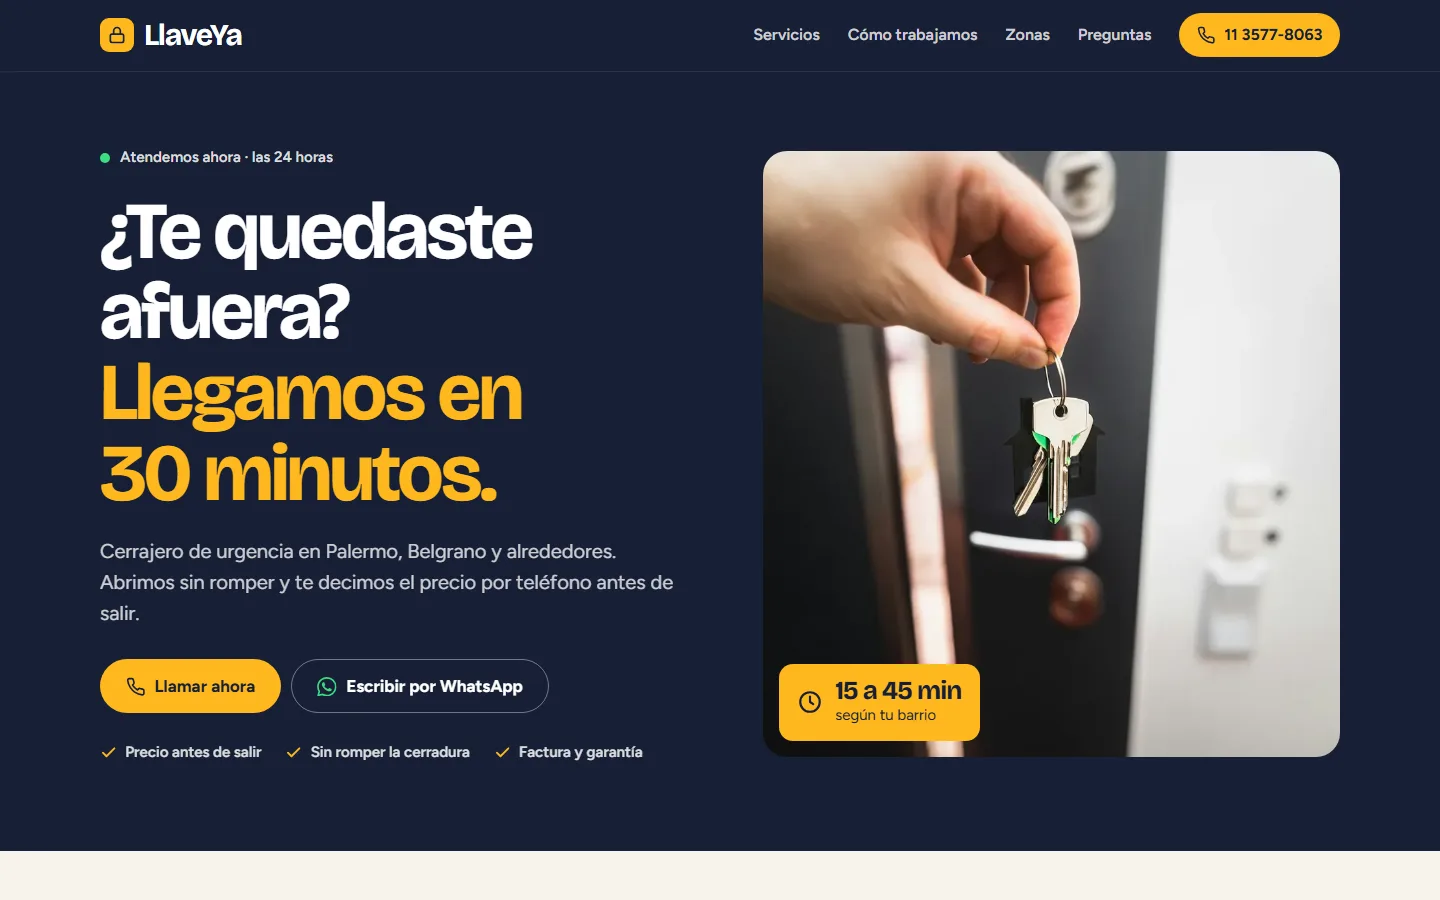 LlaveYa
Servicios
Cómo trabajamos
Zonas
Preguntas
11 3577-8063
Atendemos ahora · las 24 horas
¿Te quedaste
afuera?
Llegamos en
30 minutos.
Cerrajero de urgencia en Palermo, Belgrano y alrededores.
Abrimos sin romper y te decimos el precio por teléfono antes de
salir.
Llamar ahora
Escribir por WhatsApp
Precio antes de salir
Sin romper la cerradura
Factura y garantía
15 a 45 min
según tu barrio